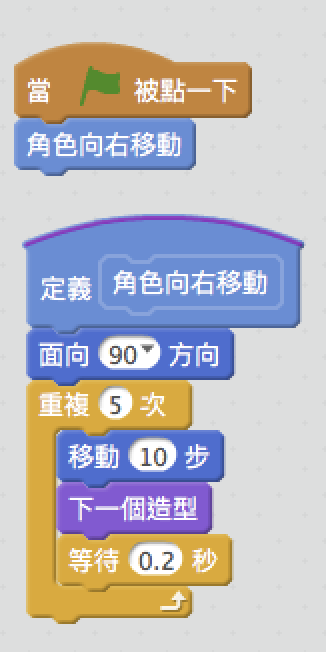 當 被點一下
角色向右移動
定義 角色向右移動
面向 90 方向
重複 5 次
移動 10 步
下一個造型
等待 0.2 秒